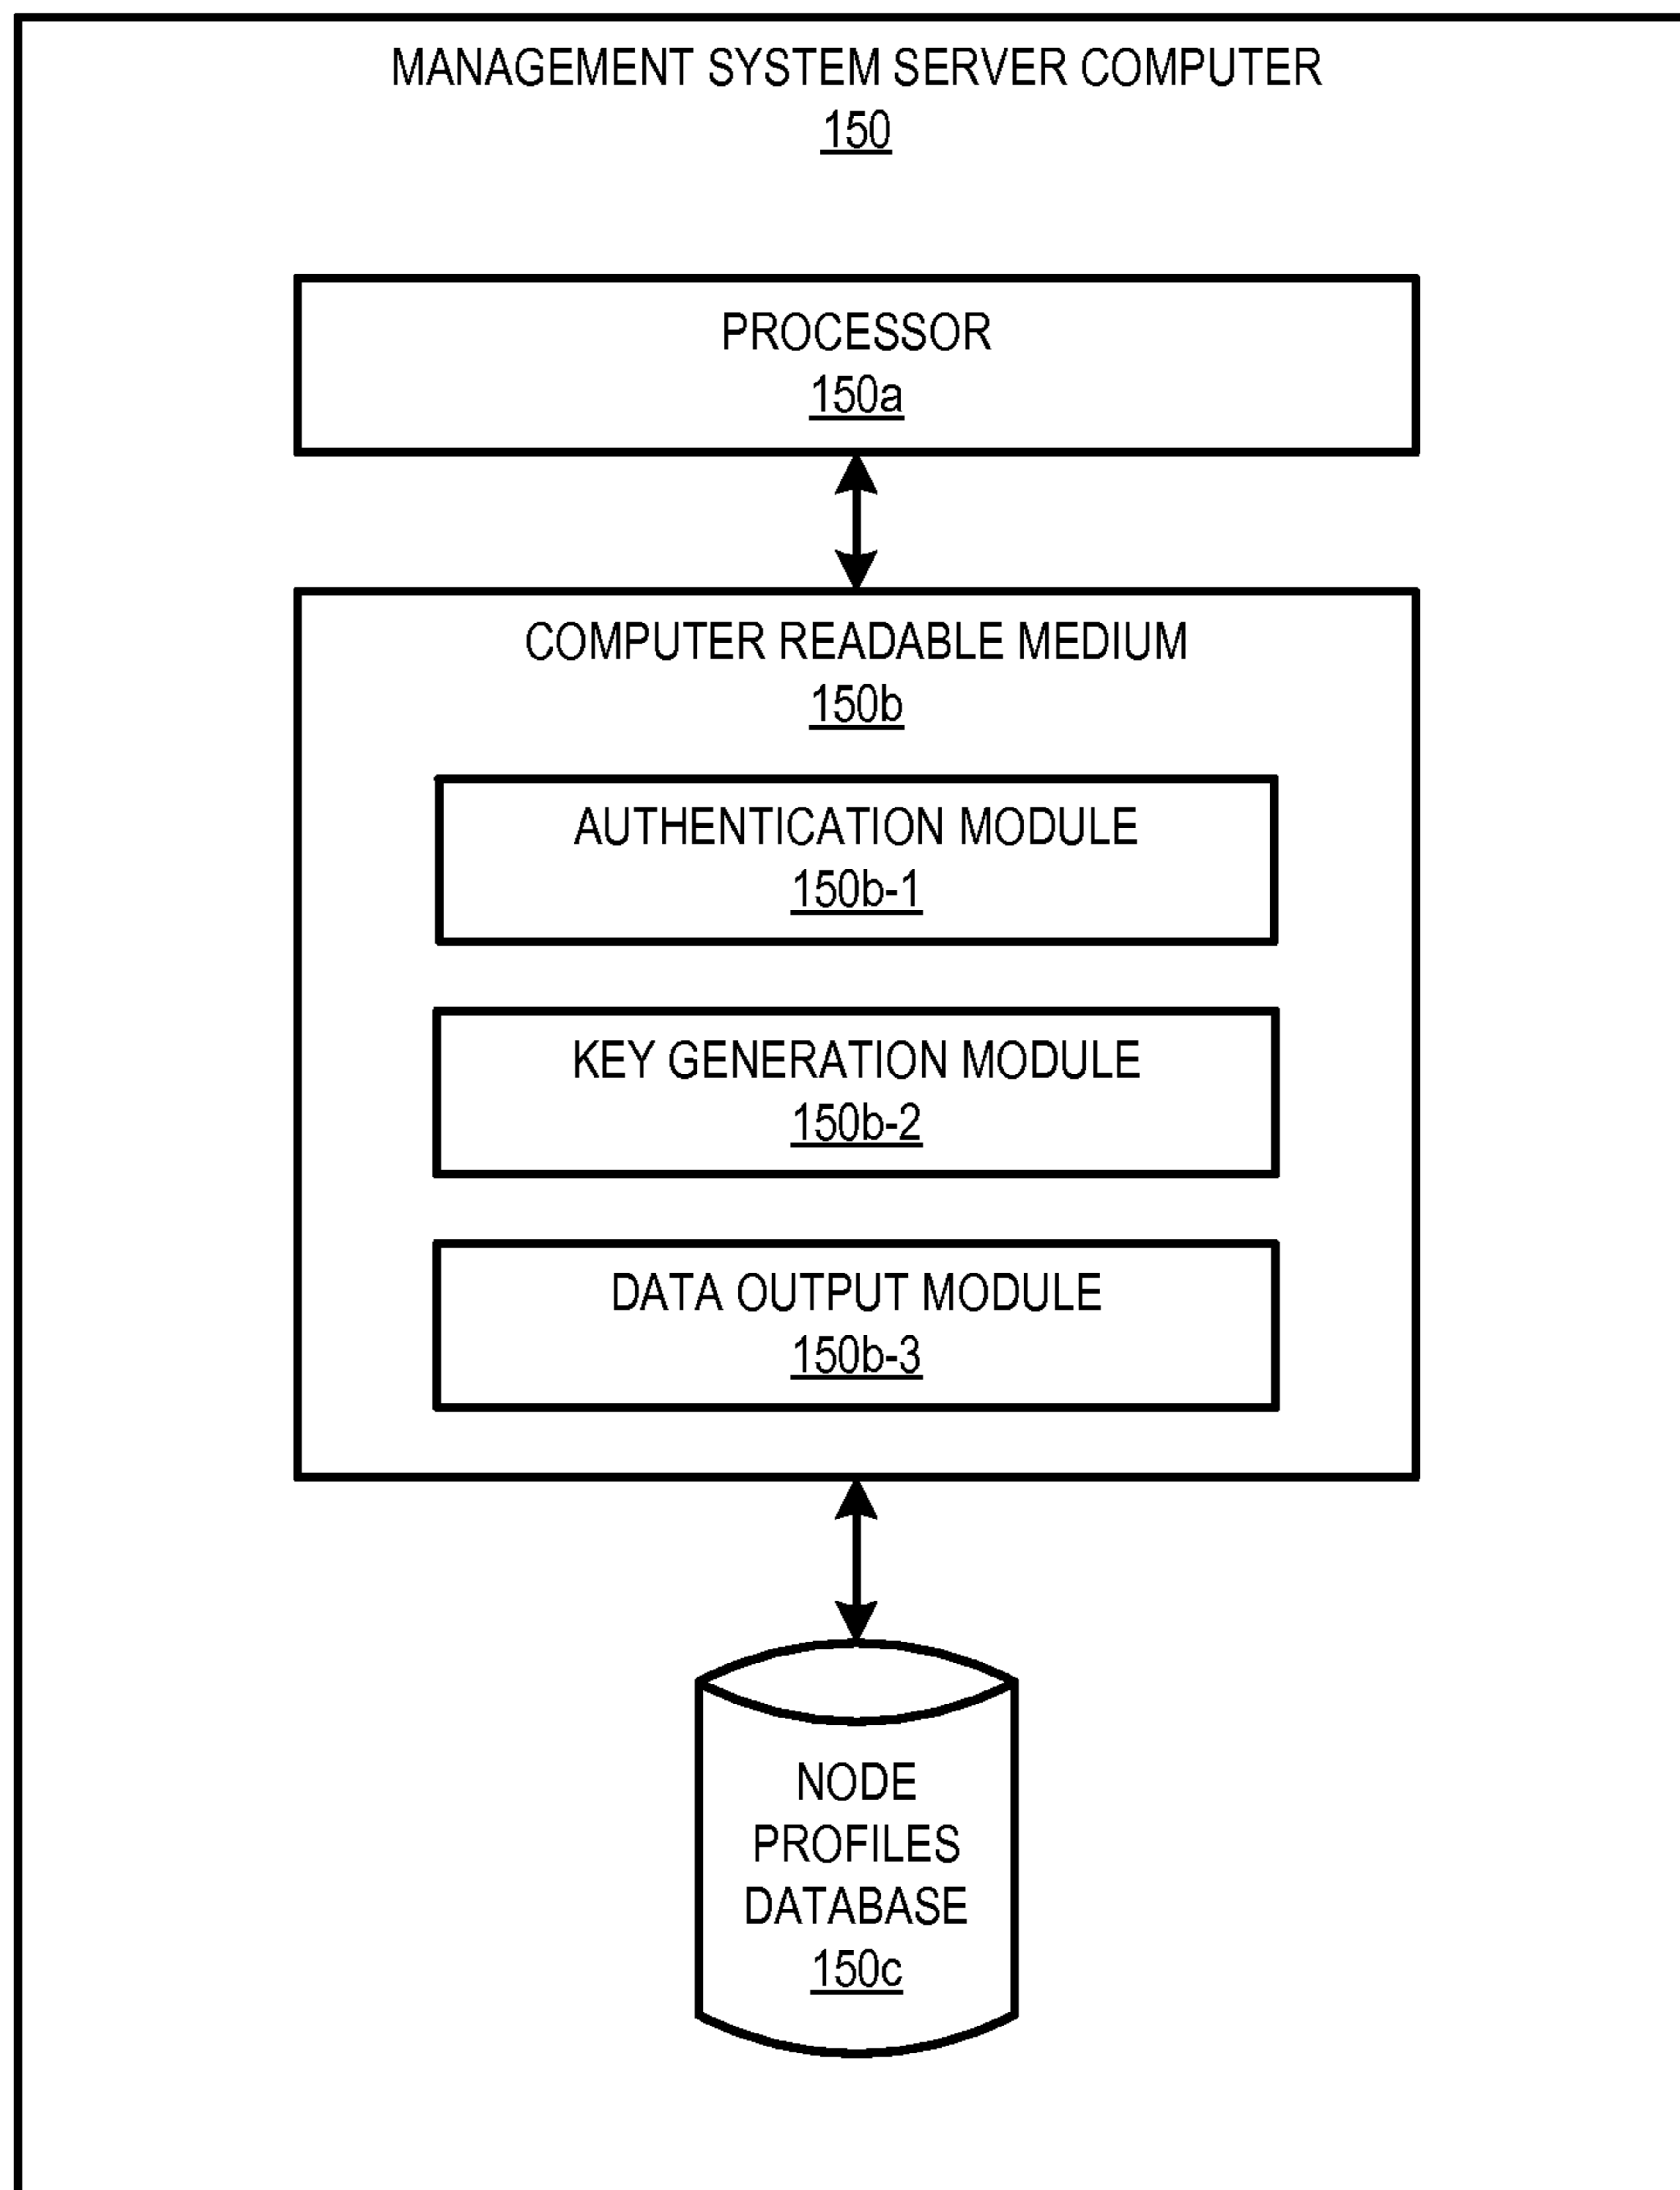 MANAGEMENT SYSTEM SERVER COMPUTER
150
PROCESSOR
150a
COMPUTER READABLE MEDIUM
150b
AUTHENTICATION MODULE
150b-1
KEY GENERATION MODULE
150b-2
DATA OUTPUT MODULE
150b-3
NODE
PROFILES
DATABASE
150c